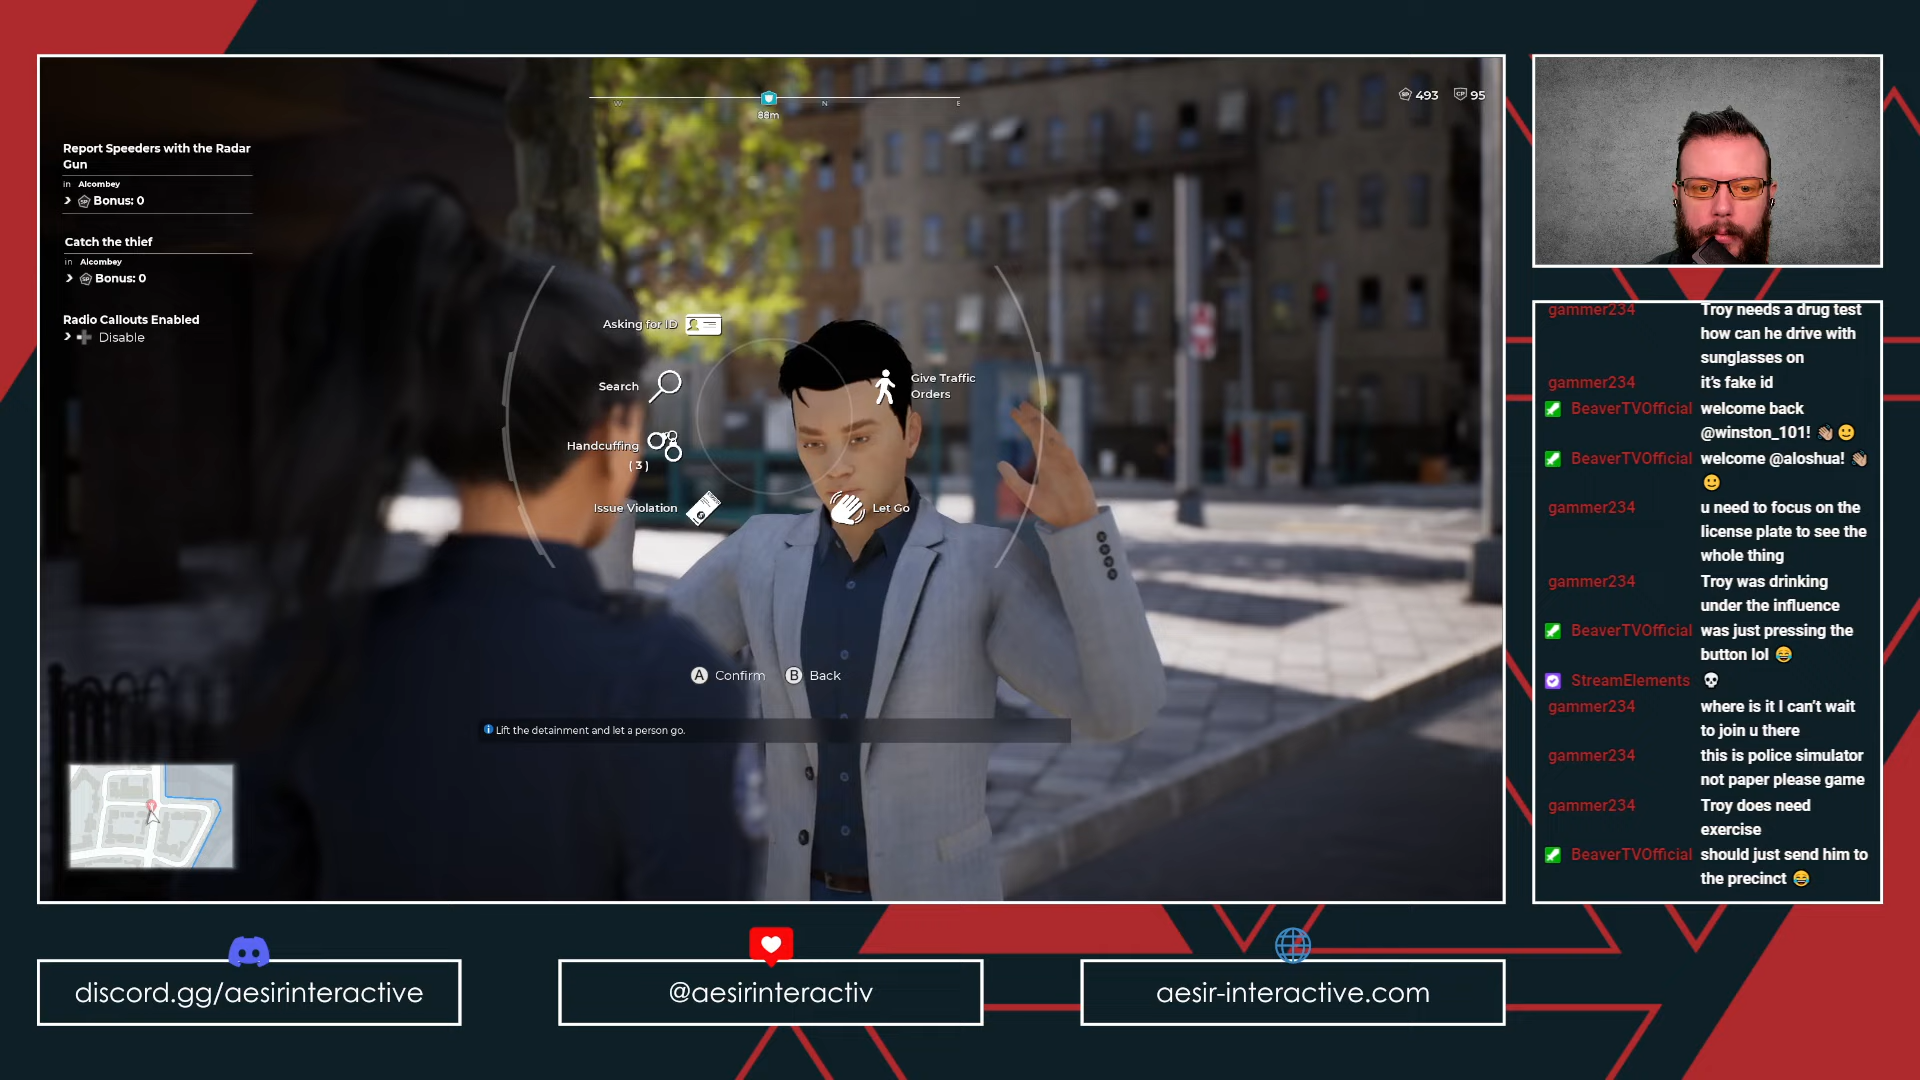 W
N
E
88m
SP 493 CP 95
Report Speeders with the Radar
Gun
in Alcombey
> SP Bonus: 0
Catch the thief
in Alcombey
> SP Bonus: 0
Radio Callouts Enabled
> Disable
Asking for ID
Search
Handcuffing
( 3 )
Issue Violation
Give Traffic
Orders
Let Go
A Confirm B Back
Lift the detainment and let a person go.
gammer234 Troy needs a drug test
how can he drive with
sunglasses on
gammer234 it's fake id
BeaverTVOfficial welcome back
@winston_101! 👋🏽 🙂
BeaverTVOfficial welcome @aloshua! 👋🏽
🙂
gammer234 u need to focus on the
license plate to see the
whole thing
gammer234 Troy was drinking
under the influence
BeaverTVOfficial was just pressing the
button lol 😂
StreamElements 💀
gammer234 where is it I can't wait
to join u there
gammer234 this is police simulator
not paper please game
gammer234 Troy does need
exercise
BeaverTVOfficial should just send him to
the precinct 😂
discord.gg/aesirinteractive
@aesirinteractiv
aesir-interactive.com